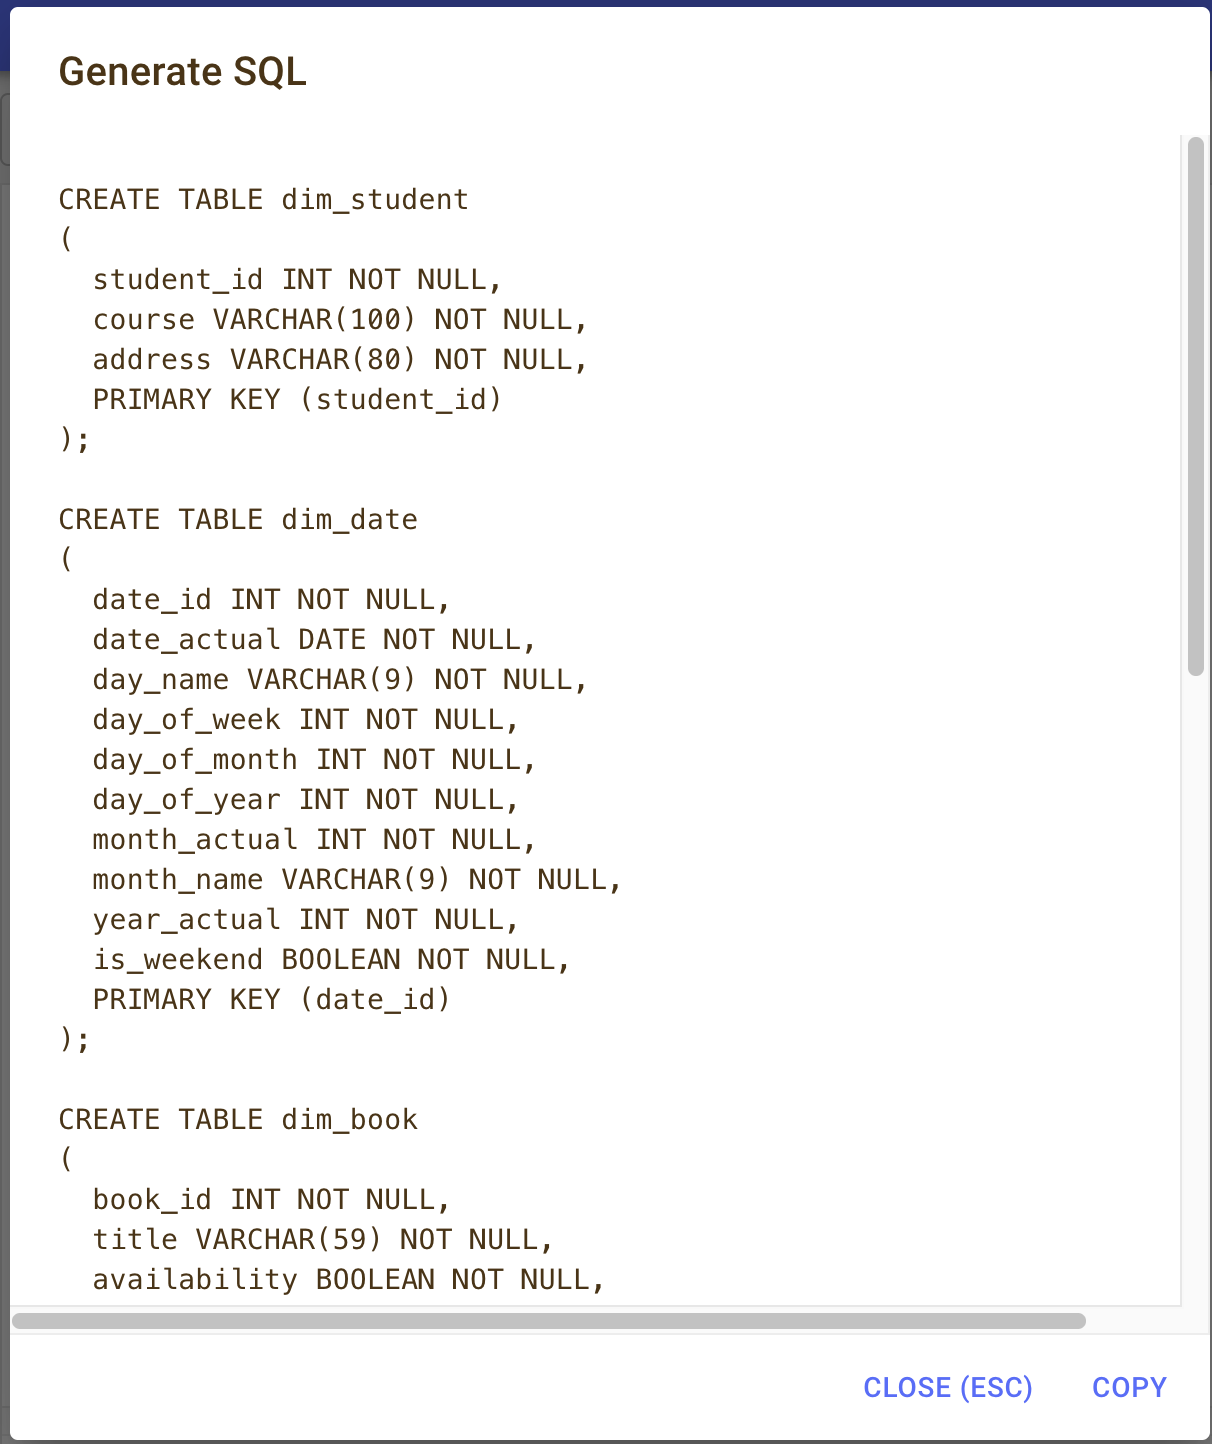 Generate SQL
CREATE TABLE dim_student
(
  student_id INT NOT NULL,
  course VARCHAR(100) NOT NULL,
  address VARCHAR(80) NOT NULL,
  PRIMARY KEY (student_id)
);
CREATE TABLE dim_date
(
  date_id INT NOT NULL,
  date_actual DATE NOT NULL,
  day_name VARCHAR(9) NOT NULL,
  day_of_week INT NOT NULL,
  day_of_month INT NOT NULL,
  day_of_year INT NOT NULL,
  month_actual INT NOT NULL,
  month_name VARCHAR(9) NOT NULL,
  year_actual INT NOT NULL,
  is_weekend BOOLEAN NOT NULL,
  PRIMARY KEY (date_id)
);
CREATE TABLE dim_book
(
  book_id INT NOT NULL,
  title VARCHAR(59) NOT NULL,
  availability BOOLEAN NOT NULL,
CLOSE (ESC) COPY